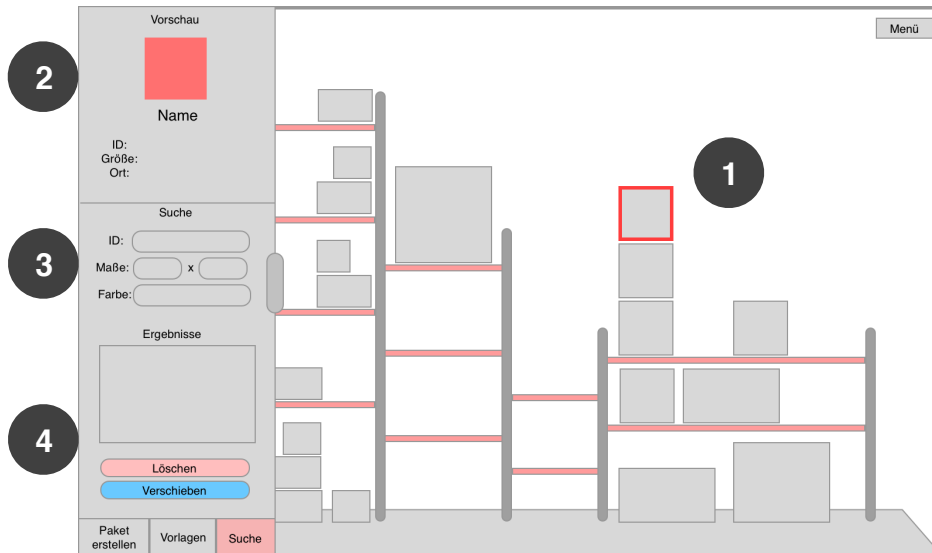 Vorschau
Menü
2
Name
ID:
Größe:
Ort:
1
Suche
ID:
3
Maße: x
Farbe:
Ergebnisse
4
Löschen
Verschieben
Paket
erstellen
Vorlagen
Suche